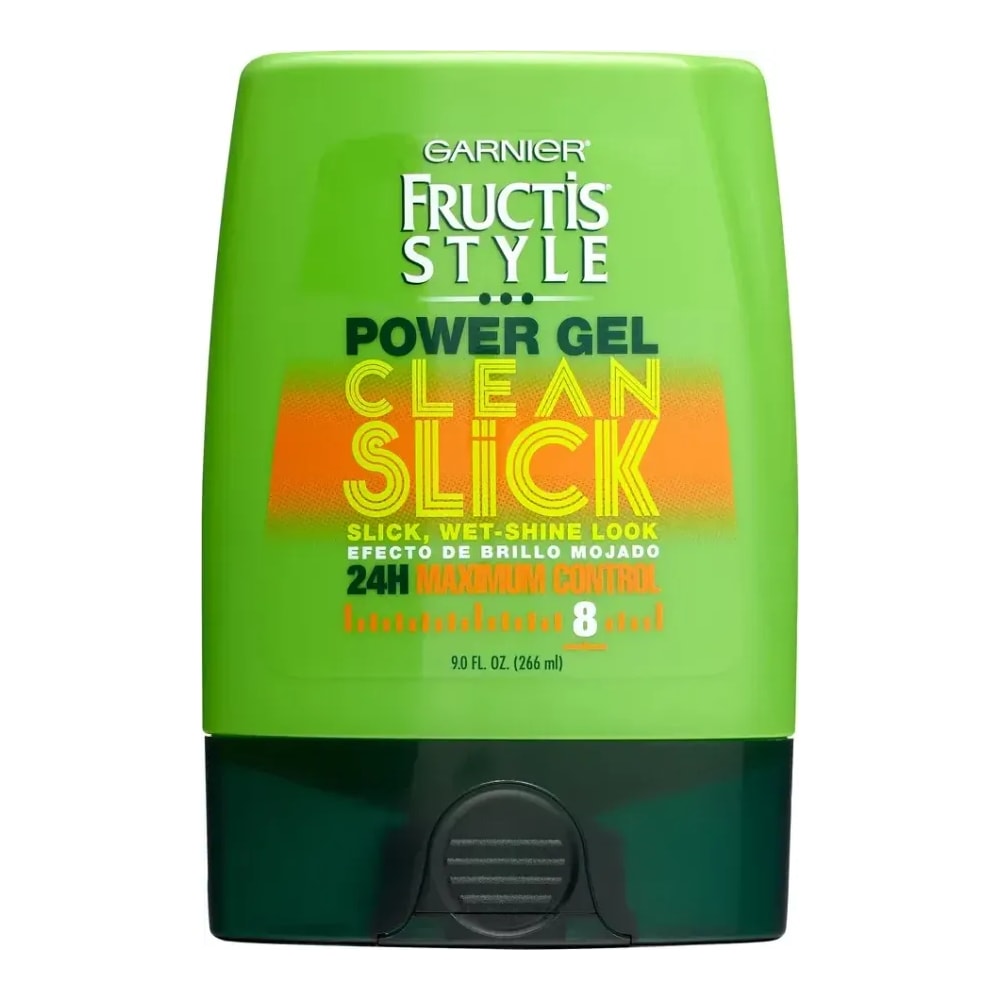 GARNIER®
FRUCTiS®
STYLE
POWER GEL
CLEAN
SLiCK
SLICK, WET-SHINE LOOK
EFECTO DE BRILLO MOJADO
24H MAXIMUM CONTROL
8
9.0 FL. OZ. (266 ml)